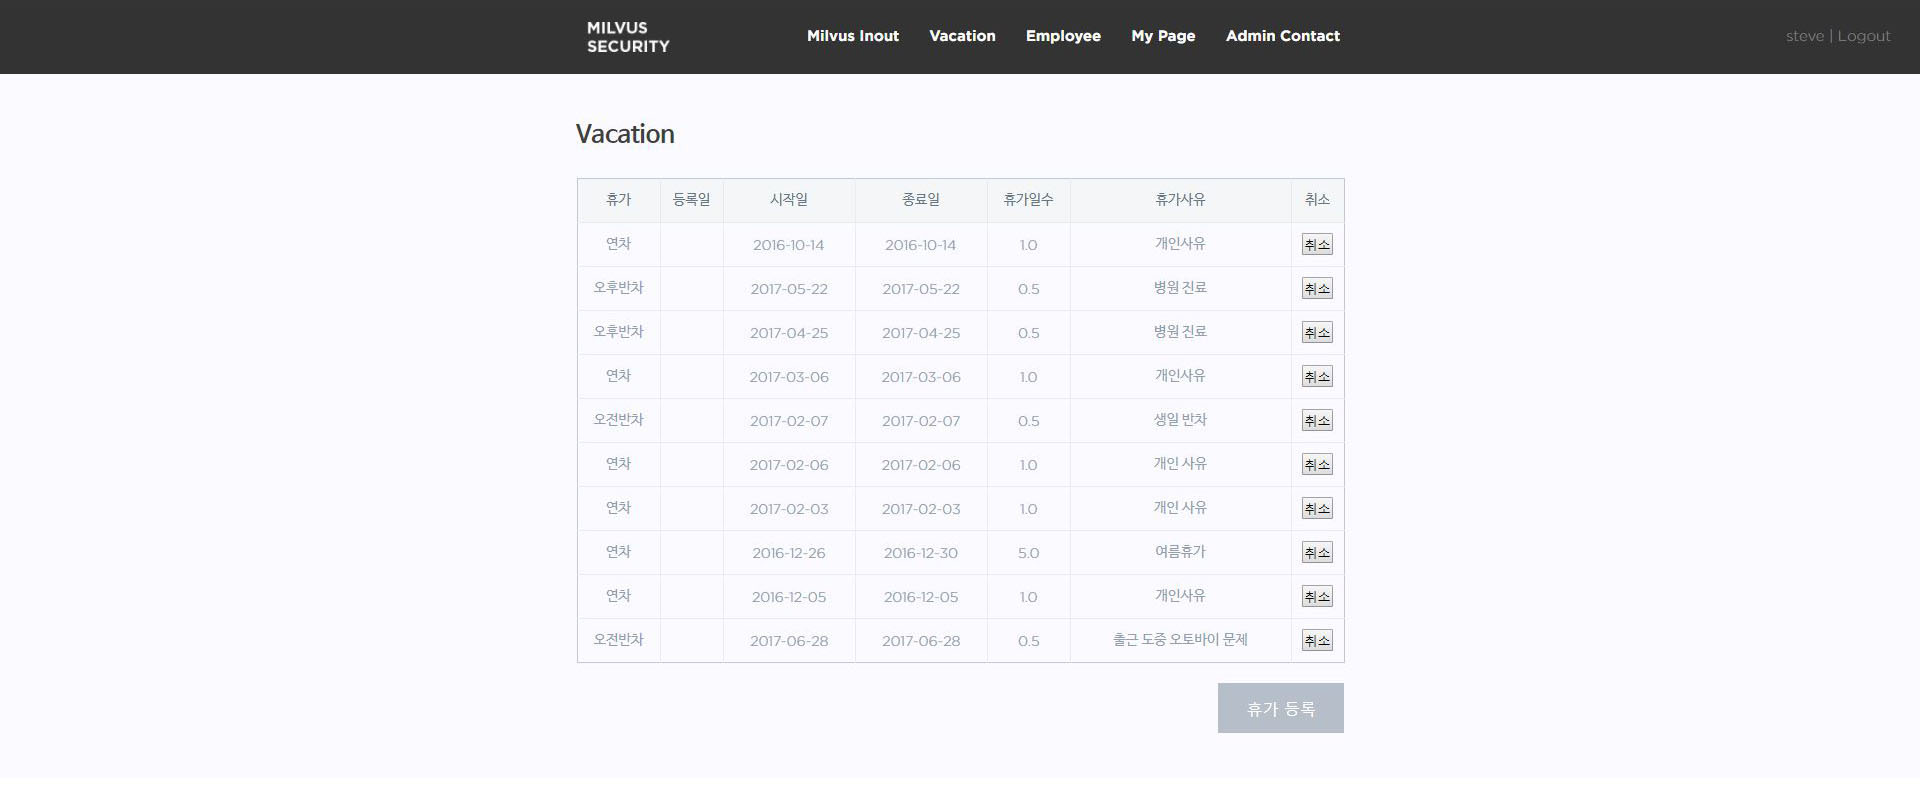 MILVUS
SECURITY
Milvus Inout Vacation Employee My Page Admin Contact
steve | Logout
Vacation
휴가 등록일 시작일 종료일 휴가일수 휴가사유 취소
연차 2016-10-14 2016-10-14 1.0 개인사유 취소
오후반차 2017-05-22 2017-05-22 0.5 병원 진료 취소
오후반차 2017-04-25 2017-04-25 0.5 병원 진료 취소
연차 2017-03-06 2017-03-06 1.0 개인사유 취소
오전반차 2017-02-07 2017-02-07 0.5 생일 반차 취소
연차 2017-02-06 2017-02-06 1.0 개인 사유 취소
연차 2017-02-03 2017-02-03 1.0 개인 사유 취소
연차 2016-12-26 2016-12-30 5.0 여름휴가 취소
연차 2016-12-05 2016-12-05 1.0 개인사유 취소
오전반차 2017-06-28 2017-06-28 0.5 출근 도중 오토바이 문제 취소
휴가 등록